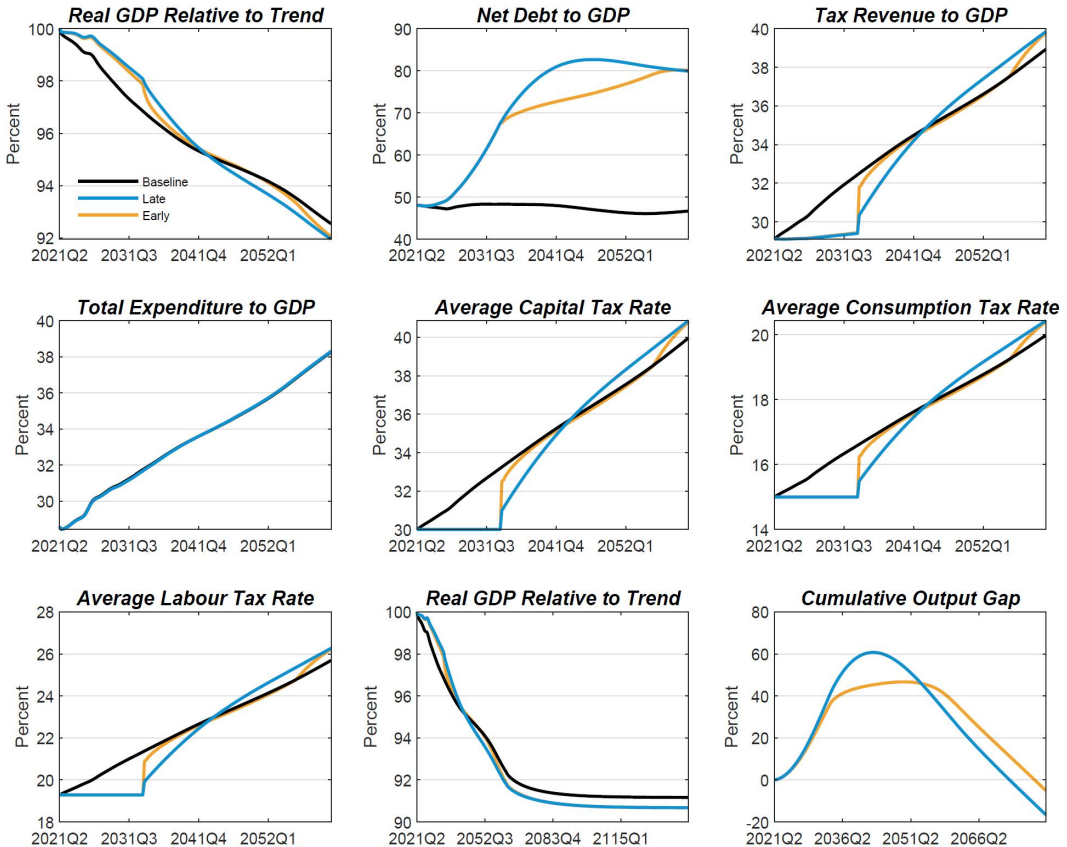 Real GDP Relative to Trend
Percent
100
98
96
94
92
Baseline
Late
Early
2021Q2 2031Q3 2041Q4 2052Q1
Net Debt to GDP
Percent
90
80
70
60
50
40
2021Q2 2031Q3 2041Q4 2052Q1
Tax Revenue to GDP
Percent
40
38
36
34
32
30
2021Q2 2031Q3 2041Q4 2052Q1
Total Expenditure to GDP
Percent
40
38
36
34
32
30
2021Q2 2031Q3 2041Q4 2052Q1
Average Capital Tax Rate
Percent
40
38
36
34
32
30
2021Q2 2031Q3 2041Q4 2052Q1
Average Consumption Tax Rate
Percent
20
18
16
14
2021Q2 2031Q3 2041Q4 2052Q1
Average Labour Tax Rate
Percent
28
26
24
22
20
18
2021Q2 2031Q3 2041Q4 2052Q1
Real GDP Relative to Trend
Percent
100
98
96
94
92
90
2021Q2 2052Q3 2083Q4 2115Q1
Cumulative Output Gap
Percent
80
60
40
20
0
-20
2021Q2 2036Q2 2051Q2 2066Q2